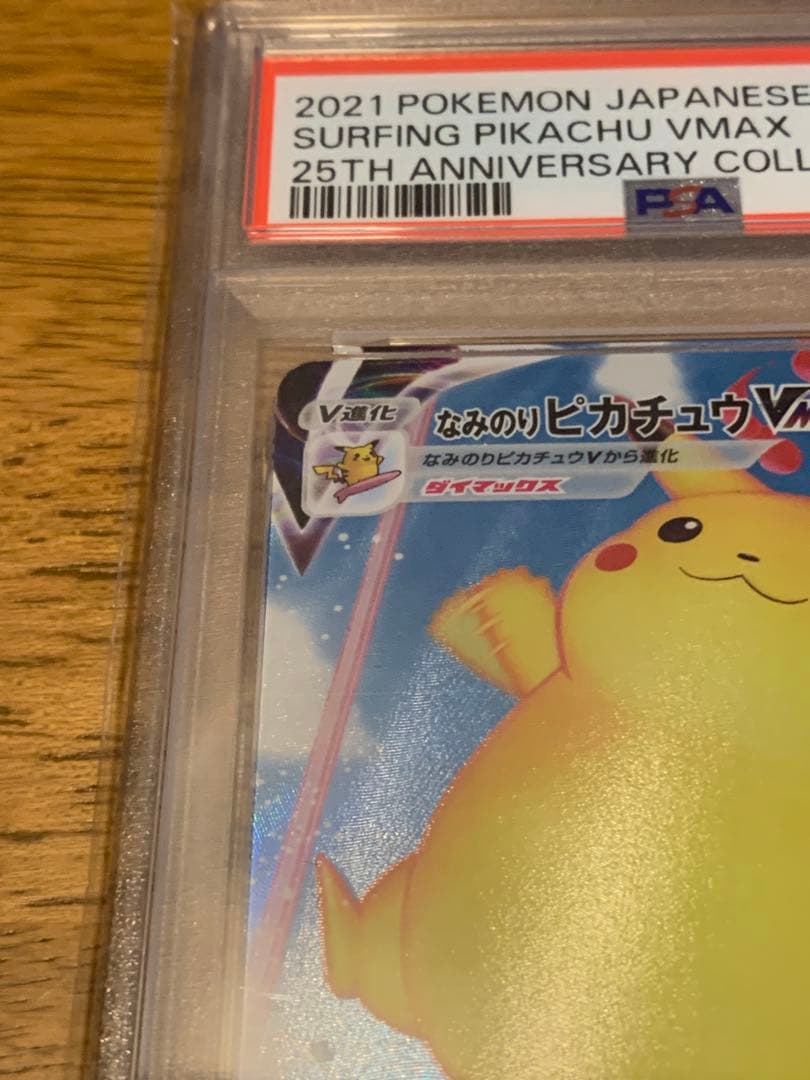 2021 POKEMON JAPANESE
SURFING PIKACHU VMAX
25TH ANNIVERSARY COLL
PSA
V進化
なみのりピカチュウV
なみのりピカチュウVから進化
ダイマックス